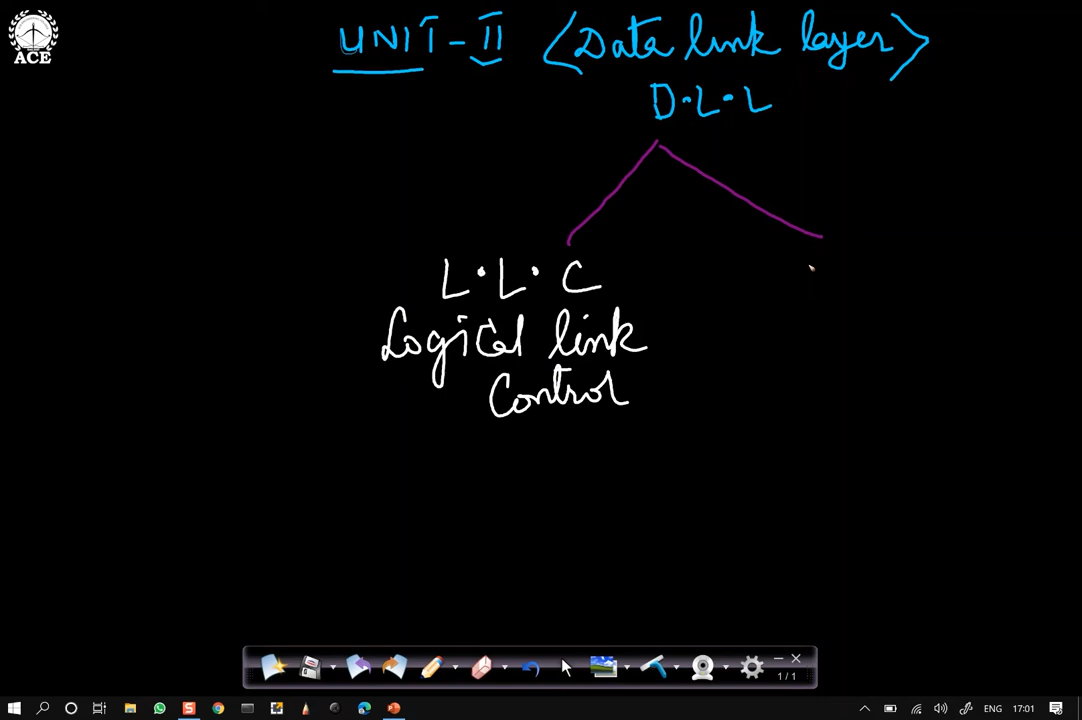 ACE
UNIT-II (Data link layer)
D.L.L
L.L.C
Logical link
Control
1/1
ENG
17:01